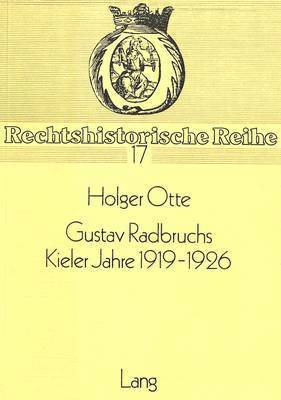 Rechtshistorische Reihe
17
Holger Otte
Gustav Radbruchs
Kieler Jahre 1919-1926
Lang